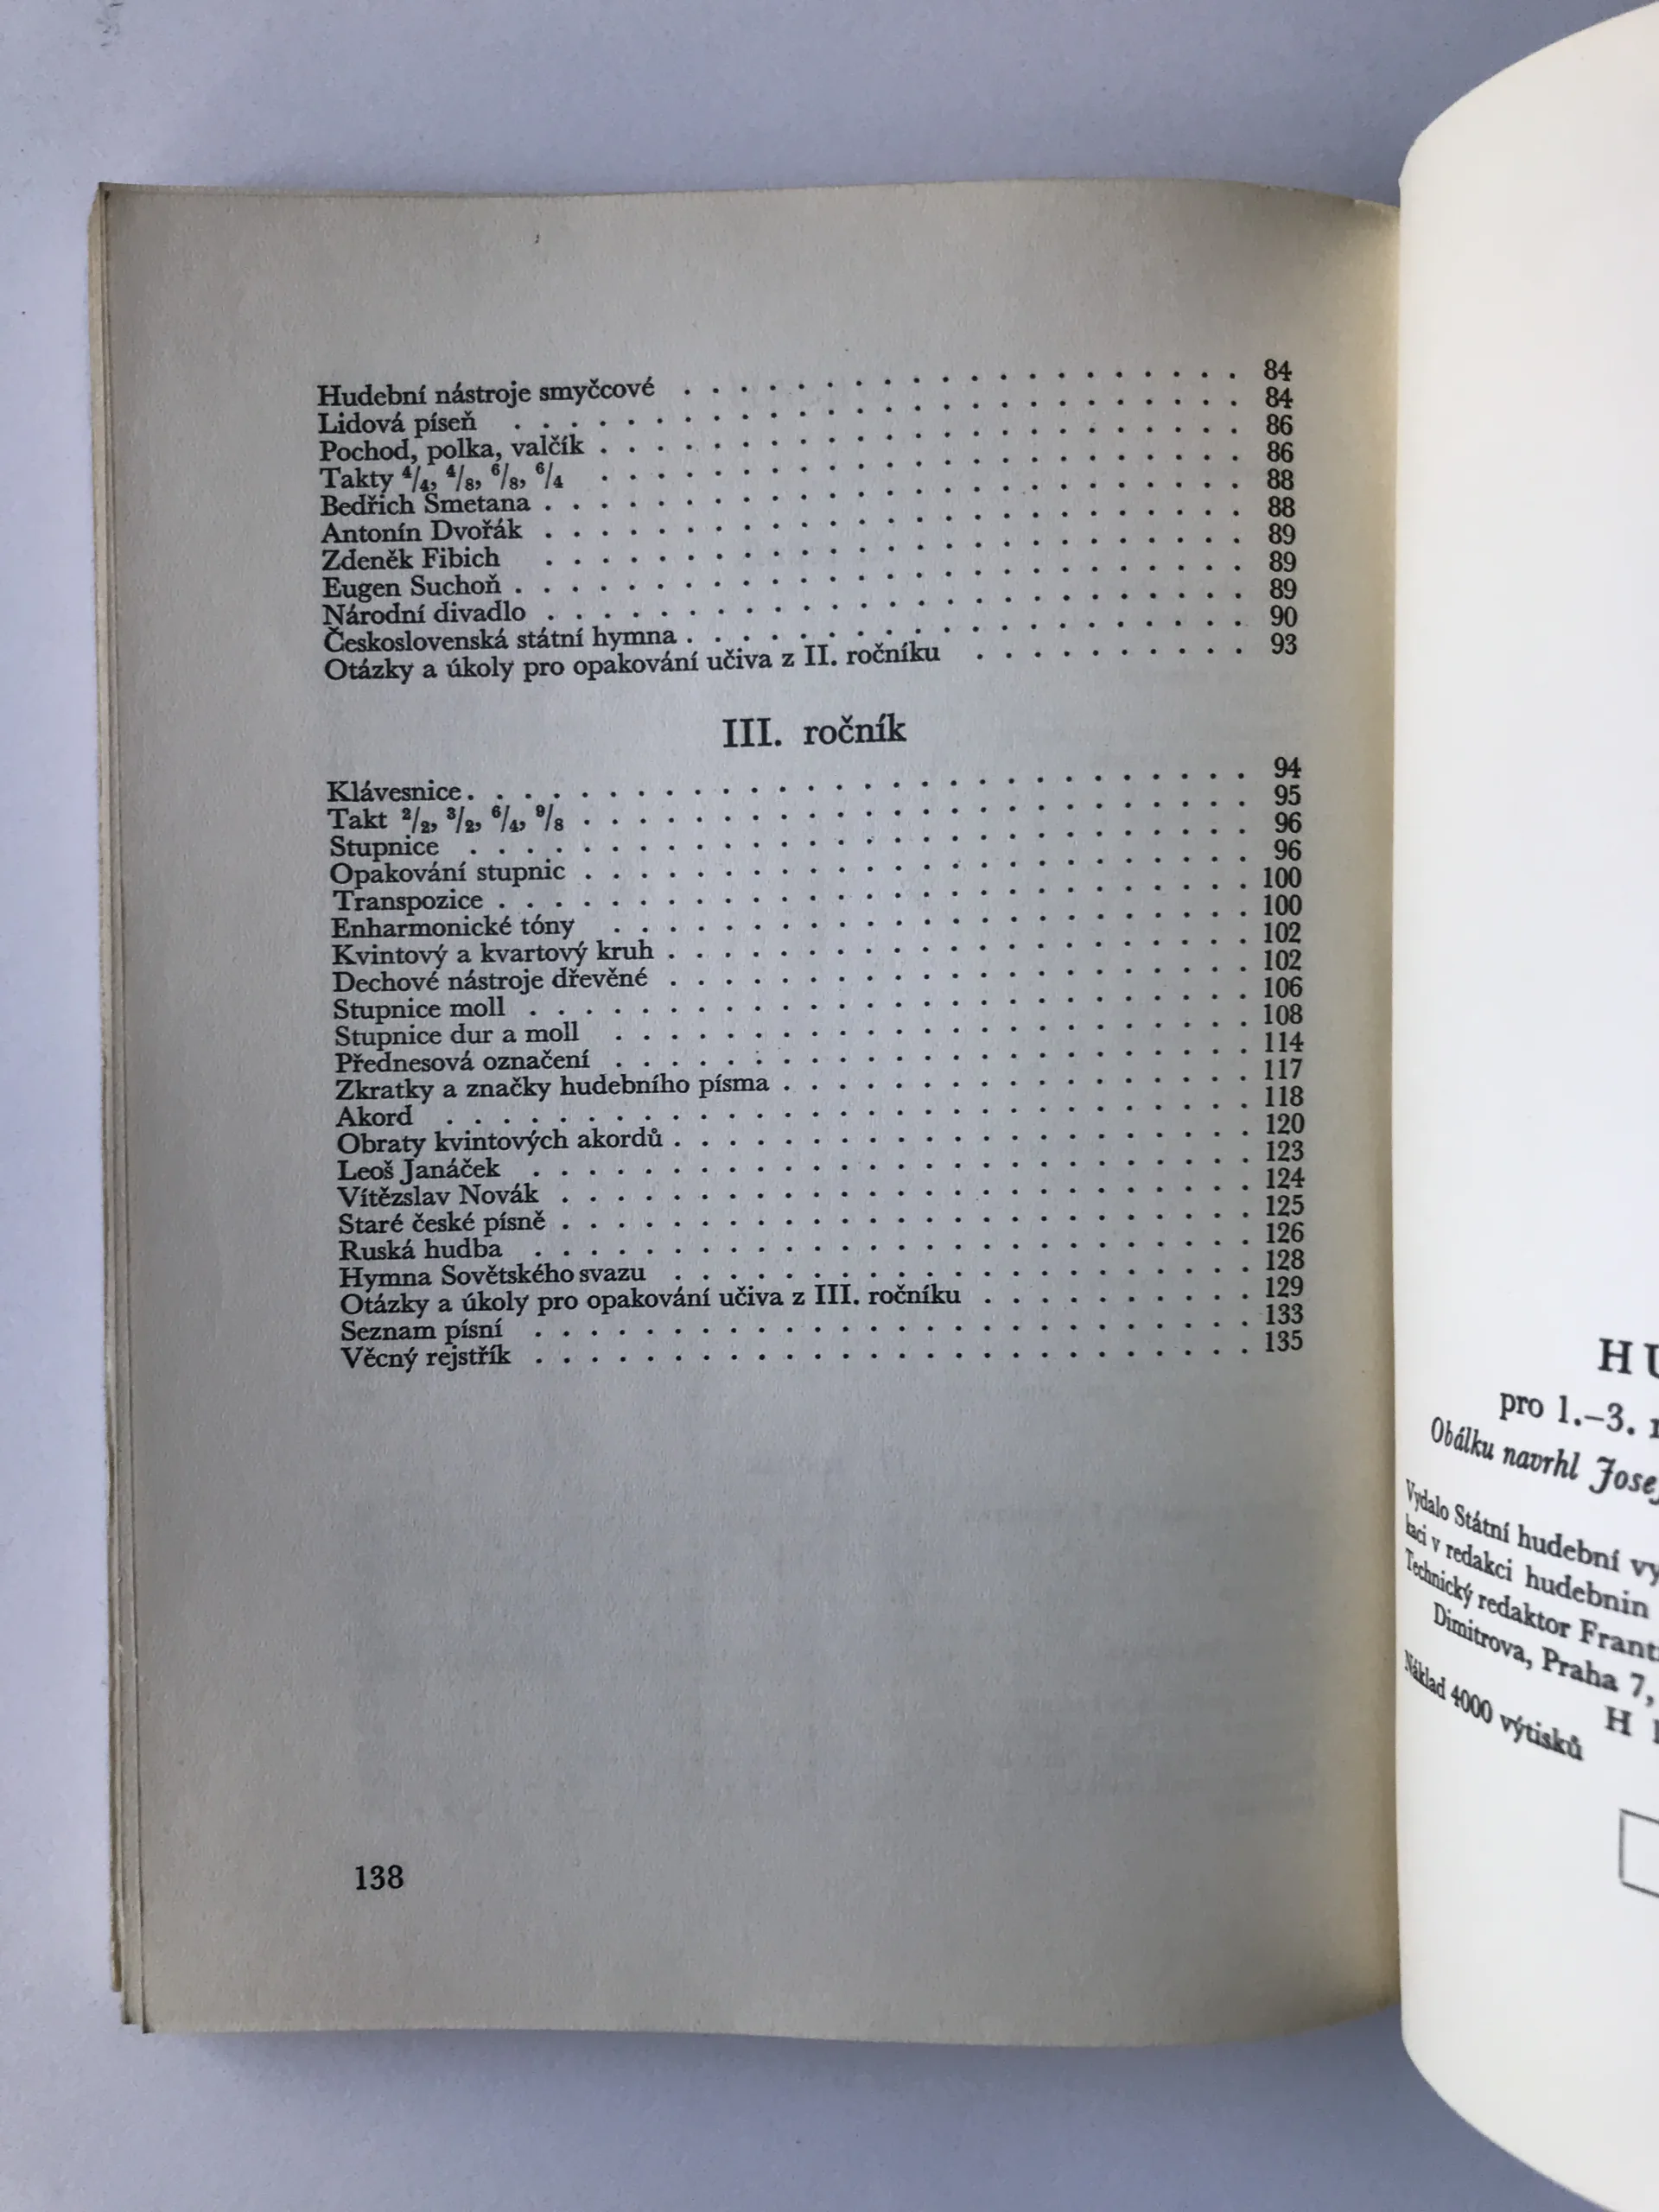 Hudební nástroje smyčcové . . . . . . . . . . . . . . . . . . . . 84
Lidová píseň . . . . . . . . . . . . . . . . . . . . . . . . . . 84
Pochod, polka, valčík . . . . . . . . . . . . . . . . . . . . . . . 86
Takty 4/4, 4/8, 6/8, 6/4 . . . . . . . . . . . . . . . . . . . . . . . 86
Bedřich Smetana . . . . . . . . . . . . . . . . . . . . . . . . . 88
Antonín Dvořák . . . . . . . . . . . . . . . . . . . . . . . . . 88
Zdeněk Fibich . . . . . . . . . . . . . . . . . . . . . . . . . 89
Eugen Suchoň . . . . . . . . . . . . . . . . . . . . . . . . . . 89
Národní divadlo . . . . . . . . . . . . . . . . . . . . . . . . . 89
Československá státní hymna . . . . . . . . . . . . . . . . . . . . 90
Otázky a úkoly pro opakování učiva z II. ročníku . . . . . . . . . . 93
III. ročník
Klávesnice . . . . . . . . . . . . . . . . . . . . . . . . . . . . 94
Takt 2/2, 3/2, 6/4, 9/8 . . . . . . . . . . . . . . . . . . . . . . . . 95
Stupnice . . . . . . . . . . . . . . . . . . . . . . . . . . . . 96
Opakování stupnic . . . . . . . . . . . . . . . . . . . . . . . . 96
Transpozice . . . . . . . . . . . . . . . . . . . . . . . . . . . 100
Enharmonické tóny . . . . . . . . . . . . . . . . . . . . . . . 100
Kvintový a kvartový kruh . . . . . . . . . . . . . . . . . . . . . 102
Dechové nástroje dřevěné . . . . . . . . . . . . . . . . . . . . . 102
Stupnice moll . . . . . . . . . . . . . . . . . . . . . . . . . . 106
Stupnice dur a moll . . . . . . . . . . . . . . . . . . . . . . . 108
Přednesová označení . . . . . . . . . . . . . . . . . . . . . . . 114
Zkratky a značky hudebního písma . . . . . . . . . . . . . . . . . 117
Akord . . . . . . . . . . . . . . . . . . . . . . . . . . . . . 118
Obraty kvintových akordů . . . . . . . . . . . . . . . . . . . . . 120
Leoš Janáček . . . . . . . . . . . . . . . . . . . . . . . . . . 123
Vítězslav Novák . . . . . . . . . . . . . . . . . . . . . . . . . 124
Staré české písně . . . . . . . . . . . . . . . . . . . . . . . . . 125
Ruská hudba . . . . . . . . . . . . . . . . . . . . . . . . . . 126
Hymna Sovětského svazu . . . . . . . . . . . . . . . . . . . . . 128
Otázky a úkoly pro opakování učiva z III. ročníku . . . . . . . . . . 129
Seznam písní . . . . . . . . . . . . . . . . . . . . . . . . . . 133
Věcný rejstřík . . . . . . . . . . . . . . . . . . . . . . . . . . 135
138
pro 1.–3.
Obálku navrhl
Vydalo Státní hudební
kaci v redakci hudebnin
Technický redaktor
Dimitrova, Praha 7,
Náklad 4000 výtisků